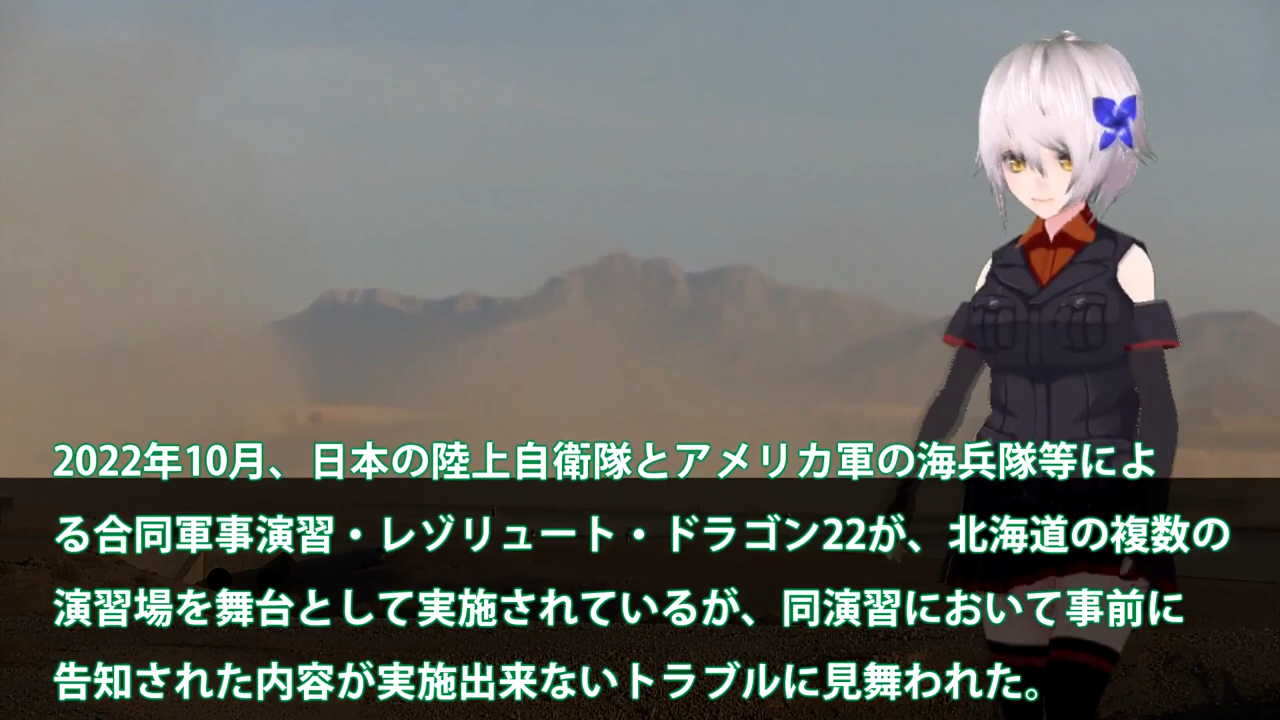 2022年10月、日本の陸上自衛隊とアメリカ軍の海兵隊等によ
る合同軍事演習・レゾリュート・ドラゴン22が、北海道の複数の
演習場を舞台として実施されているが、同演習において事前に
告知された内容が実施出来ないトラブルに見舞われた。